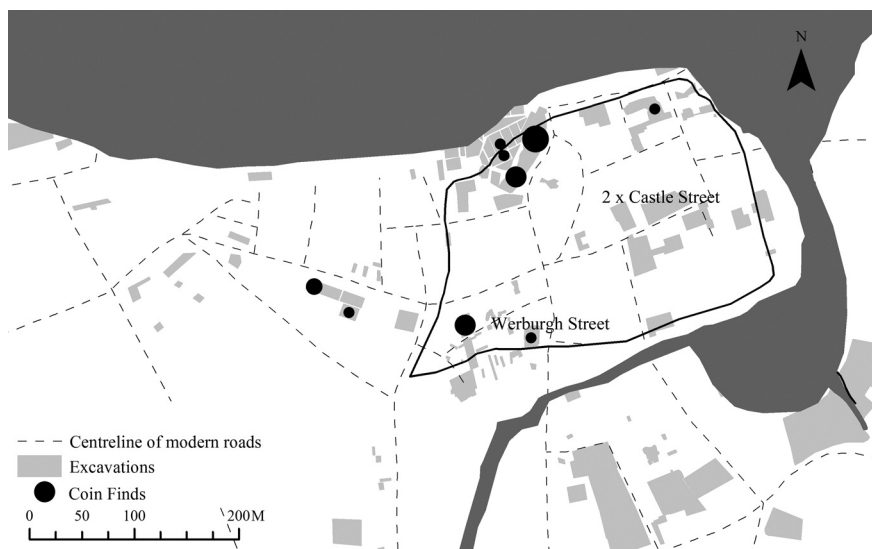 N
2 x Castle Street
Werburgh Street
Centreline of modern roads
Excavations
Coin Finds
0 50 100 200M